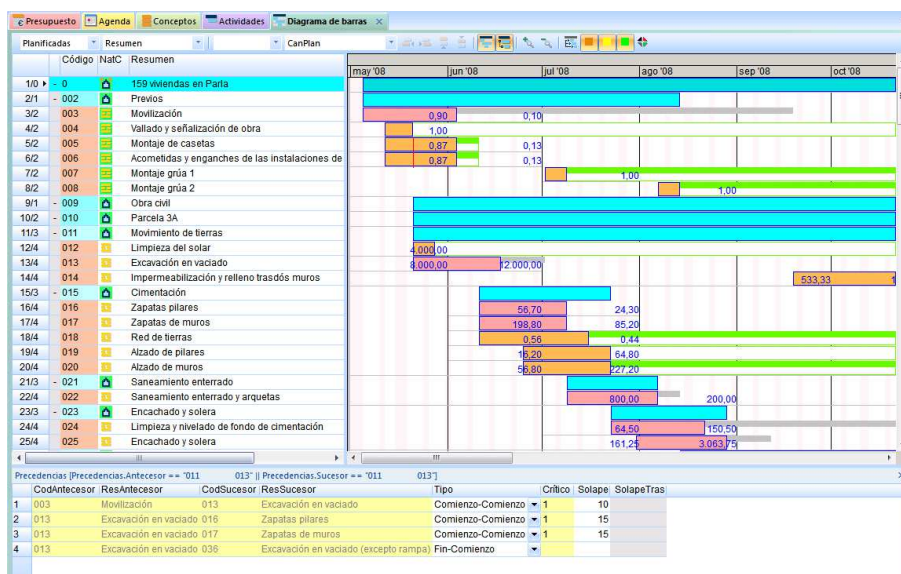 Presupuesto Agenda Conceptos Actividades Diagrama de barras ×
Planificadas Resumen CanPlan
Código NatC Resumen
may '08 jun '08 jul '08 ago '08 sep '08 oct '08
1/0 - 0 159 viviendas en Parla
2/1 - 002 Previos
3/2 003 Movilización 0,90 0,10
4/2 004 Vallado y señalización de obra 1,00
5/2 005 Montaje de casetas 0,87 0,13
6/2 006 Acometidas y enganches de las instalaciones de 0,87 0,13
7/2 007 Montaje grúa 1 1,00
8/2 008 Montaje grúa 2 1,00
9/1 - 009 Obra civil
10/2 - 010 Parcela 3A
11/3 - 011 Movimiento de tierras
12/4 012 Limpieza del solar 4.000,00
13/4 013 Excavación en vaciado 8.000,00 12.000,00
14/4 014 Impermeabilización y relleno trasdós muros 533,33 1
15/3 - 015 Cimentación
16/4 016 Zapatas pilares 56,70 24,30
17/4 017 Zapatas de muros 198,80 85,20
18/4 018 Red de tierras 0,56 0,44
19/4 019 Alzado de pilares 16,20 64,80
20/4 020 Alzado de muros 56,80 227,20
21/3 - 021 Saneamiento enterrado
22/4 022 Saneamiento enterrado y arquetas 800,00 200,00
23/3 - 023 Encachado y solera
24/4 024 Limpieza y nivelado de fondo de cimentación 64,50 150,50
25/4 025 Encachado y solera 161,25 3.063,75
Precedencias [Precedencias.Antecesor == "011 013" || Precedencias.Sucesor == "011 013"]
CodAntecesor ResAntecesor CodSucesor ResSucesor Tipo Crítico Solape SolapeTras
1 003 Movilización 013 Excavación en vaciado Comienzo-Comienzo 1 10
2 013 Excavación en vaciado 016 Zapatas pilares Comienzo-Comienzo 1 15
3 013 Excavación en vaciado 017 Zapatas de muros Comienzo-Comienzo 1 15
4 013 Excavación en vaciado 036 Excavación en vaciado (excepto rampa) Fin-Comienzo